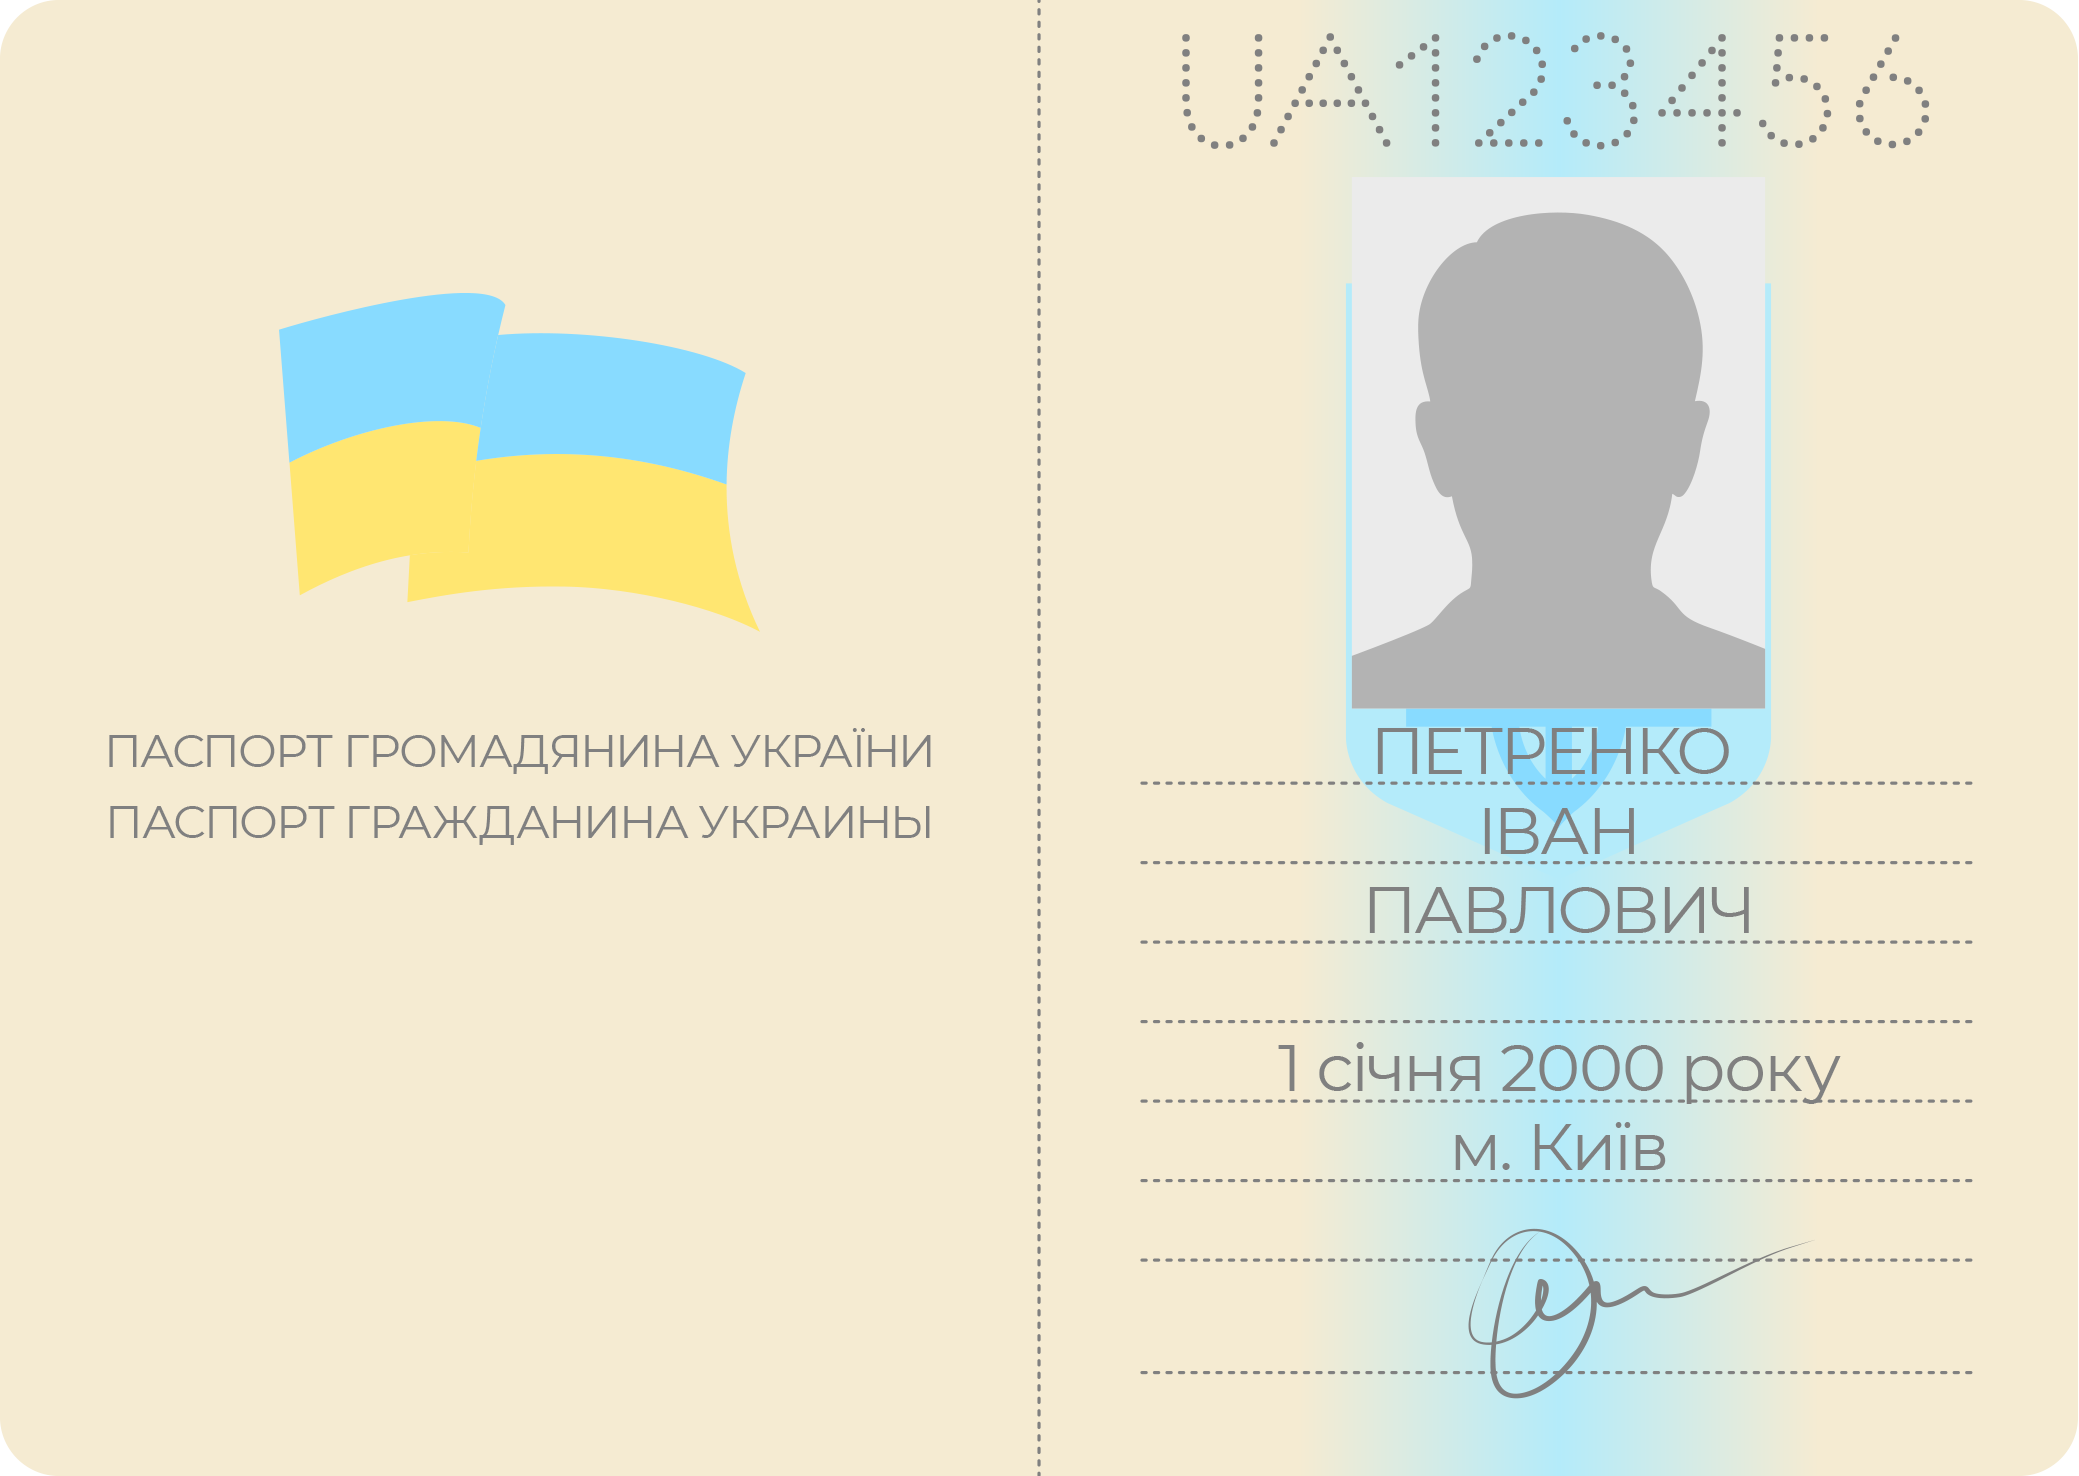 ПАСПОРТ ГРОМАДЯНИНА УКРАЇНИ
ПАСПОРТ ГРАЖДАНИНА УКРАИНЫ
UA123456
ПЕТРЕНКО
ІВАН
ПАВЛОВИЧ
1 січня 2000 року
м. Київ